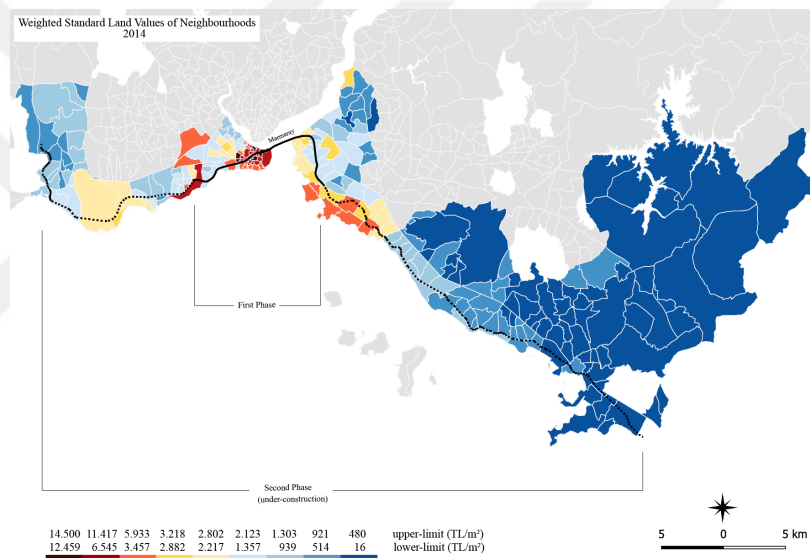 Weighted Standard Land Values of Neighbourhoods
2014
Marmaray
First Phase
Second Phase
(under-construction)
14.500 11.417 5.933 3.218 2.802 2.123 1.303 921 480 upper-limit (TL/m²)
12.459 6.545 3.457 2.882 2.217 1.357 939 514 16 lower-limit (TL/m²)
5 0 5 km